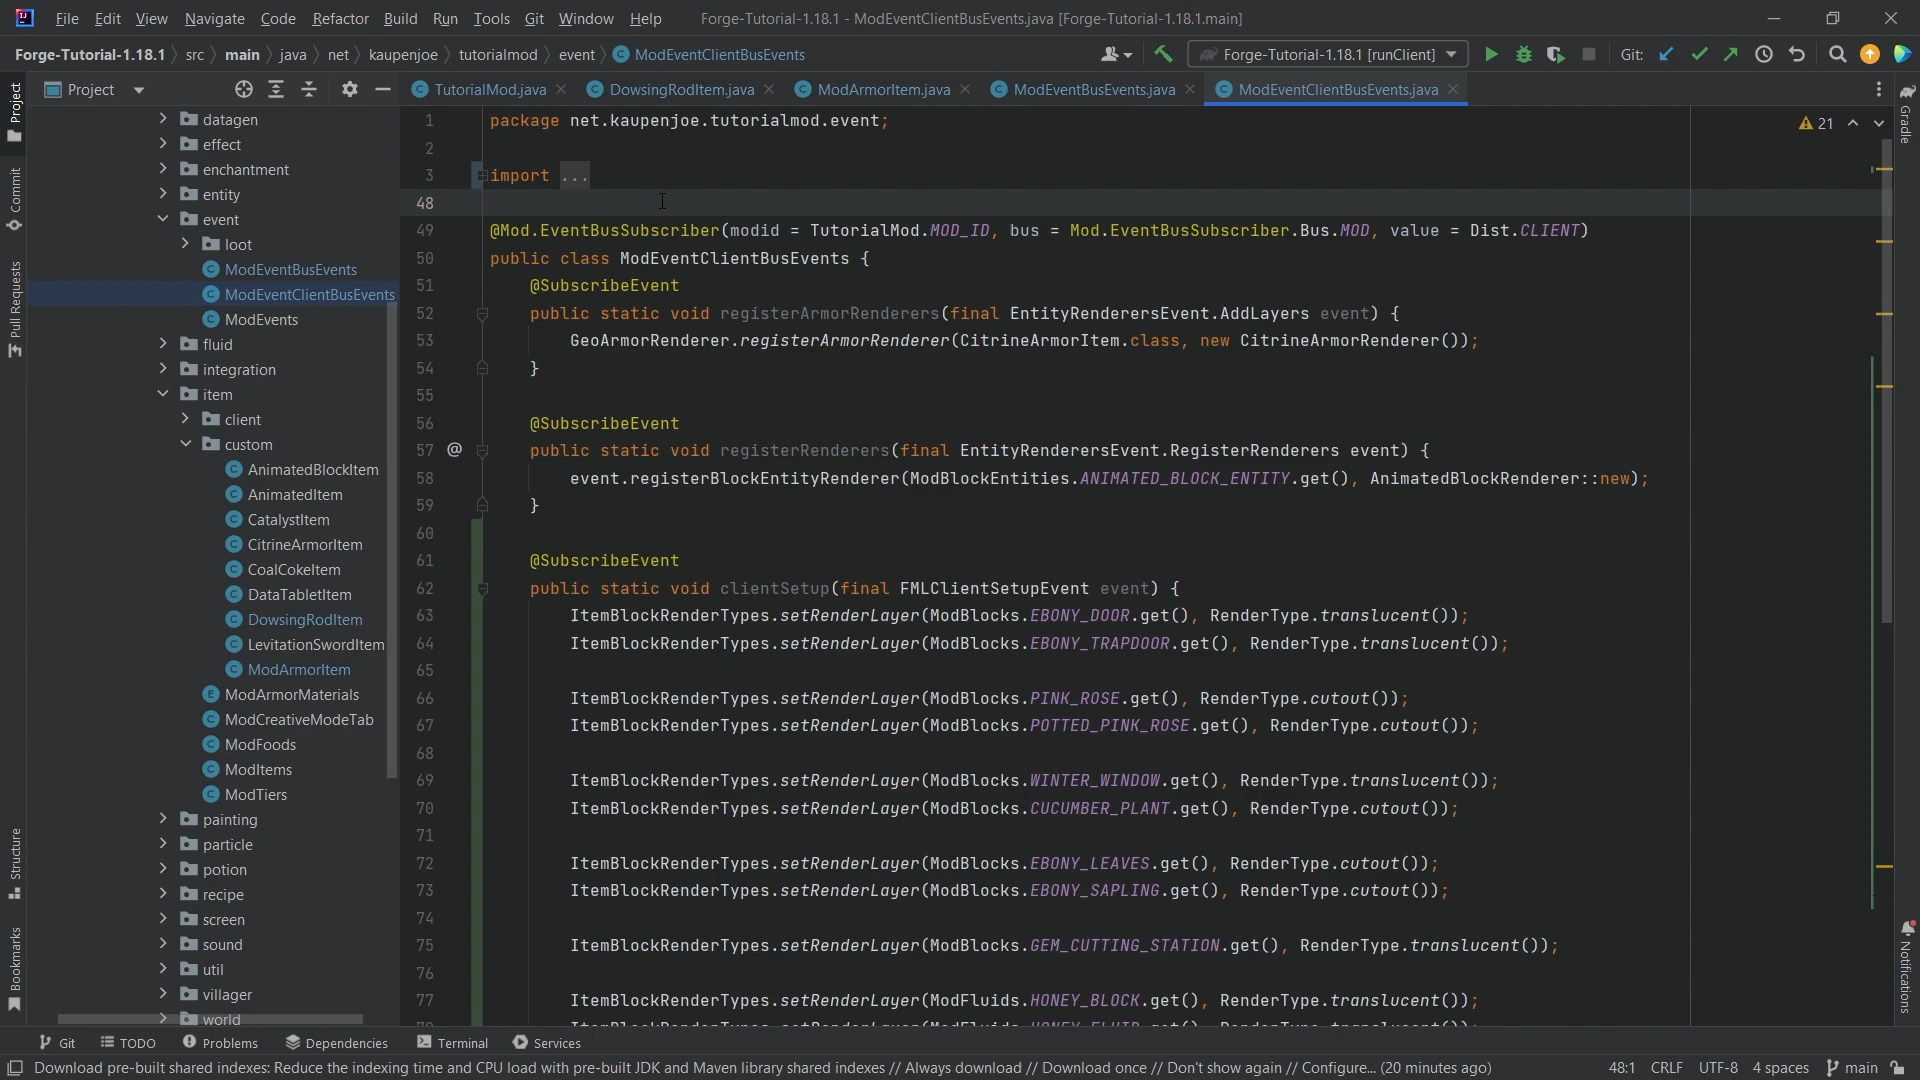 File Edit View Navigate Code Refactor Build Run Tools Git Window Help Forge-Tutorial-1.18.1 - ModEventClientBusEvents.java [Forge-Tutorial-1.18.1.main]
Forge-Tutorial-1.18.1 src main java net kaupenjoe tutorialmod event ModEventClientBusEvents Forge-Tutorial-1.18.1 [runClient] Git:
Project TutorialMod.java DowsingRodItem.java ModArmorItem.java ModEventBusEvents.java ModEventClientBusEvents.java
Project
Commit
Pull Requests
Structure
Bookmarks
datagen
effect
enchantment
entity
event
loot
ModEventBusEvents
ModEventClientBusEvents
ModEvents
fluid
integration
item
client
custom
AnimatedBlockItem
AnimatedItem
CatalystItem
CitrineArmorItem
CoalCokeItem
DataTabletItem
DowsingRodItem
LevitationSwordItem
ModArmorItem
ModArmorMaterials
ModCreativeModeTab
ModFoods
ModItems
ModTiers
painting
particle
potion
recipe
screen
sound
util
villager
world
1 package net.kaupenjoe.tutorialmod.event;
2
3 import ...
48
49 @Mod.EventBusSubscriber(modid = TutorialMod.MOD_ID, bus = Mod.EventBusSubscriber.Bus.MOD, value = Dist.CLIENT)
50 public class ModEventClientBusEvents {
51 @SubscribeEvent
52 public static void registerArmorRenderers(final EntityRenderersEvent.AddLayers event) {
53 GeoArmorRenderer.registerArmorRenderer(CitrineArmorItem.class, new CitrineArmorRenderer());
54 }
55
56 @SubscribeEvent
57 @ public static void registerRenderers(final EntityRenderersEvent.RegisterRenderers event) {
58 event.registerBlockEntityRenderer(ModBlockEntities.ANIMATED_BLOCK_ENTITY.get(), AnimatedBlockRenderer::new);
59 }
60
61 @SubscribeEvent
62 public static void clientSetup(final FMLClientSetupEvent event) {
63 ItemBlockRenderTypes.setRenderLayer(ModBlocks.EBONY_DOOR.get(), RenderType.translucent());
64 ItemBlockRenderTypes.setRenderLayer(ModBlocks.EBONY_TRAPDOOR.get(), RenderType.translucent());
65
66 ItemBlockRenderTypes.setRenderLayer(ModBlocks.PINK_ROSE.get(), RenderType.cutout());
67 ItemBlockRenderTypes.setRenderLayer(ModBlocks.POTTED_PINK_ROSE.get(), RenderType.cutout());
68
69 ItemBlockRenderTypes.setRenderLayer(ModBlocks.WINTER_WINDOW.get(), RenderType.translucent());
70 ItemBlockRenderTypes.setRenderLayer(ModBlocks.CUCUMBER_PLANT.get(), RenderType.cutout());
71
72 ItemBlockRenderTypes.setRenderLayer(ModBlocks.EBONY_LEAVES.get(), RenderType.cutout());
73 ItemBlockRenderTypes.setRenderLayer(ModBlocks.EBONY_SAPLING.get(), RenderType.cutout());
74
75 ItemBlockRenderTypes.setRenderLayer(ModBlocks.GEM_CUTTING_STATION.get(), RenderType.translucent());
76
77 ItemBlockRenderTypes.setRenderLayer(ModFluids.HONEY_BLOCK.get(), RenderType.translucent());
21
Gradle
Notifications
Git TODO Problems Dependencies Terminal Services
Download pre-built shared indexes: Reduce the indexing time and CPU load with pre-built JDK and Maven library shared indexes // Always download // Download once // Don't show again // Configure... (20 minutes ago) 48:1 CRLF UTF-8 4 spaces main